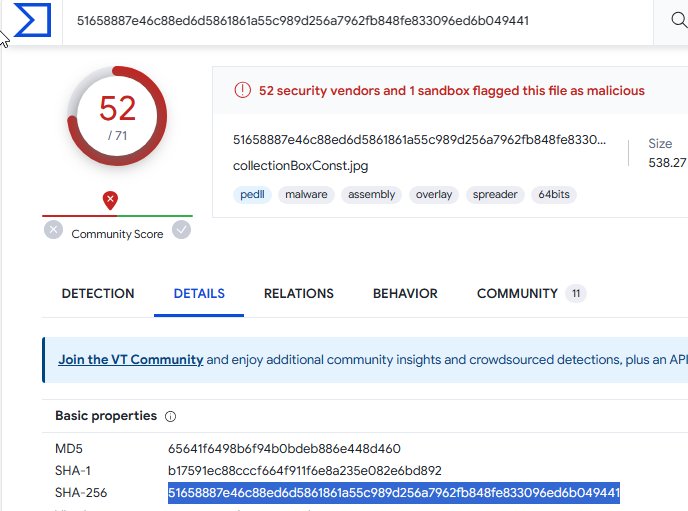 51658887e46c88ed6d5861861a55c989d256a7962fb848fe833096ed6b049441
52
/ 71
52 security vendors and 1 sandbox flagged this file as malicious
51658887e46c88ed6d5861861a55c989d256a7962fb848fe8330...
collectionBoxConst.jpg
Size
538.27
pedll malware assembly overlay spreader 64bits
Community Score
DETECTION DETAILS RELATIONS BEHAVIOR COMMUNITY 11
Join the VT Community and enjoy additional community insights and crowdsourced detections, plus an API
Basic properties
MD5 65641f6498b6f94b0bdeb886e448d460
SHA-1 b17591ec88cccf664f911f6e8a235e082e6bd892
SHA-256 51658887e46c88ed6d5861861a55c989d256a7962fb848fe833096ed6b049441